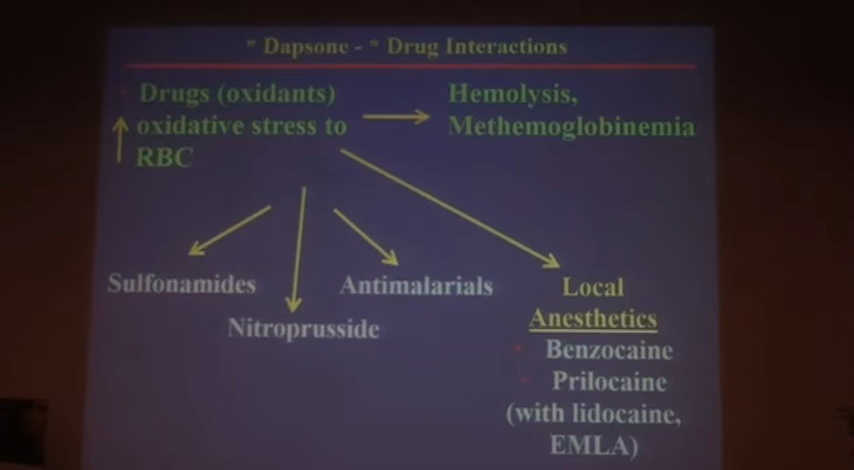 * Dapsone - * Drug Interactions
Drugs (oxidants)
oxidative stress to
RBC
Hemolysis,
Methemoglobinemia
Sulfonamides
Nitroprusside
Antimalarials
Local
Anesthetics
Benzocaine
Prilocaine
(with lidocaine,
EMLA)